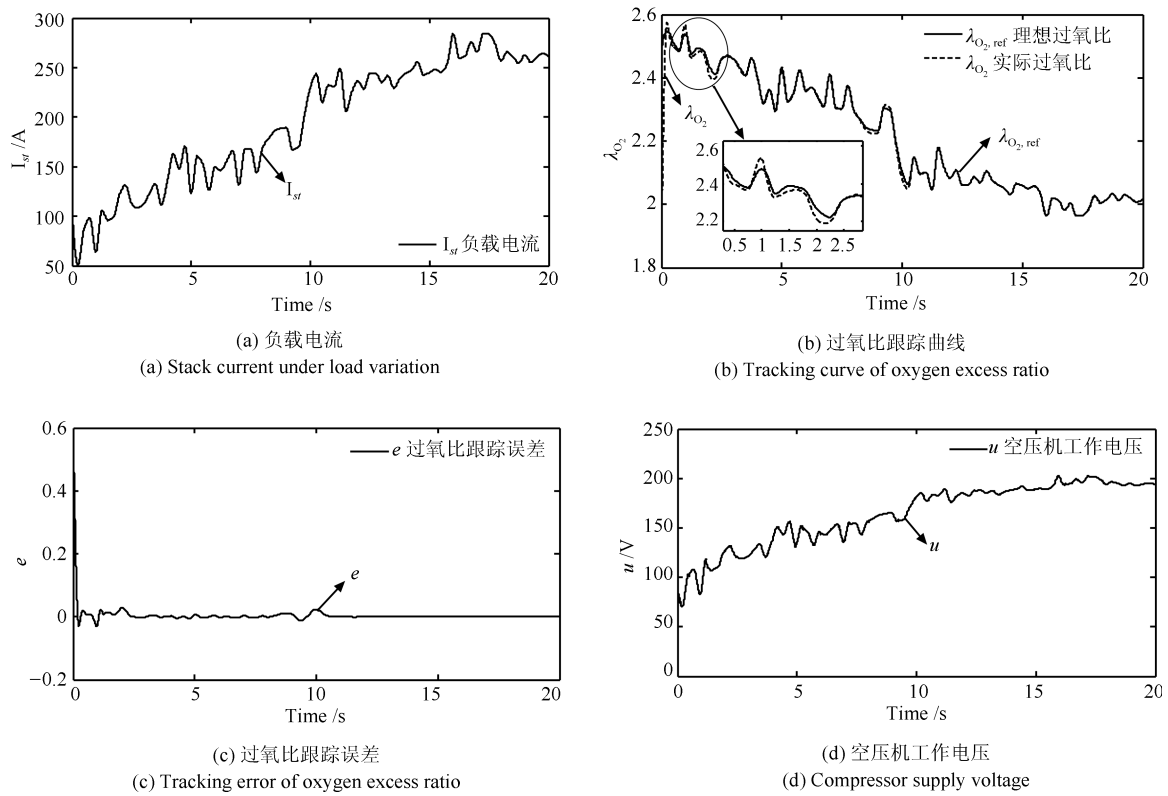 300
250
200
150
100
50
0
5
10
15
20
I_st /A
I_st
I_st 负载电流
Time /s
(a) 负载电流
(a) Stack current under load variation
2.6
2.4
2.2
2
1.8
0
5
10
15
20
λ_O₂
λ_O₂, ref 理想过氧比
λ_O₂ 实际过氧比
λ_O₂
λ_O₂, ref
2.6
2.4
2.2
0.5
1
1.5
2
2.5
Time /s
(b) 过氧比跟踪曲线
(b) Tracking curve of oxygen excess ratio
0.6
0.4
0.2
0
−0.2
0
5
10
15
20
e
e 过氧比跟踪误差
e
Time /s
(c) 过氧比跟踪误差
(c) Tracking error of oxygen excess ratio
250
200
150
100
50
0
0
5
10
15
20
u /V
u 空压机工作电压
u
Time /s
(d) 空压机工作电压
(d) Compressor supply voltage